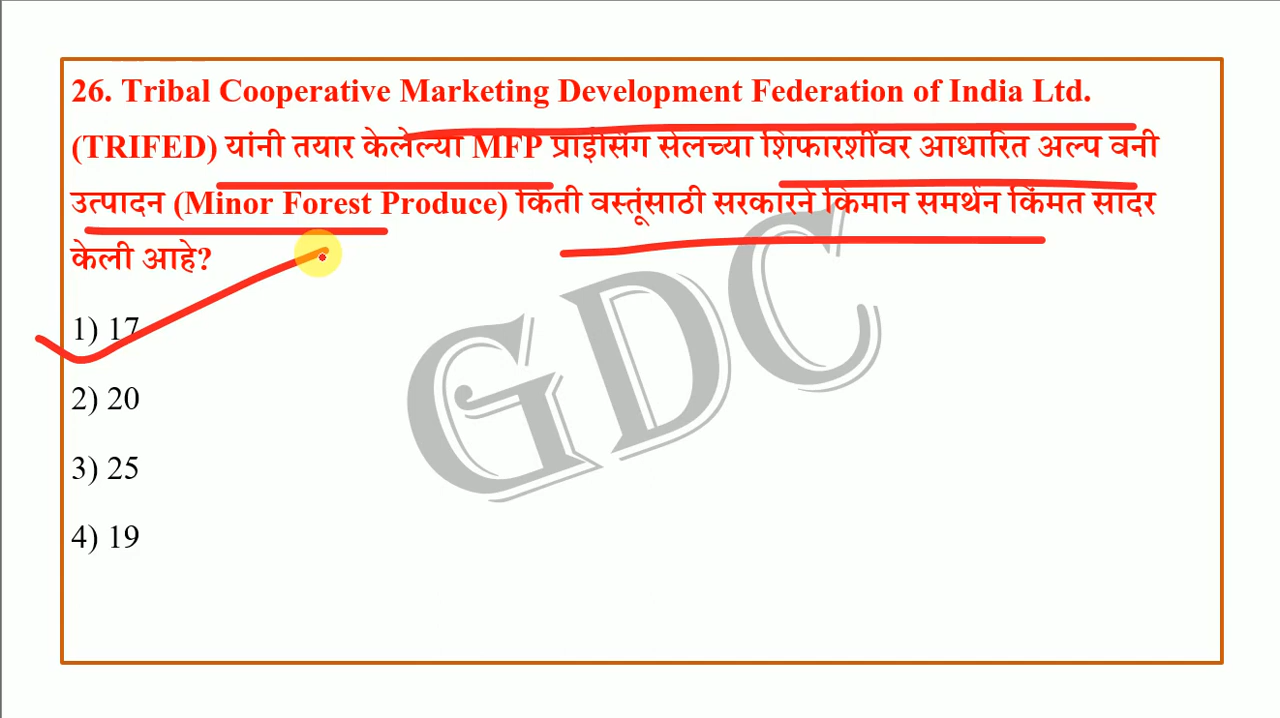 26. Tribal Cooperative Marketing Development Federation of India Ltd.
(TRIFED) यांनी तयार केलेल्या MFP प्राईसिंग सेलच्या शिफारशींवर आधारित अल्प वनी
उत्पादन (Minor Forest Produce) किती वस्तूंसाठी सरकारने किमान समर्थन किंमत सादर
केली आहे?
1) 17
2) 20
3) 25
4) 19
GDC